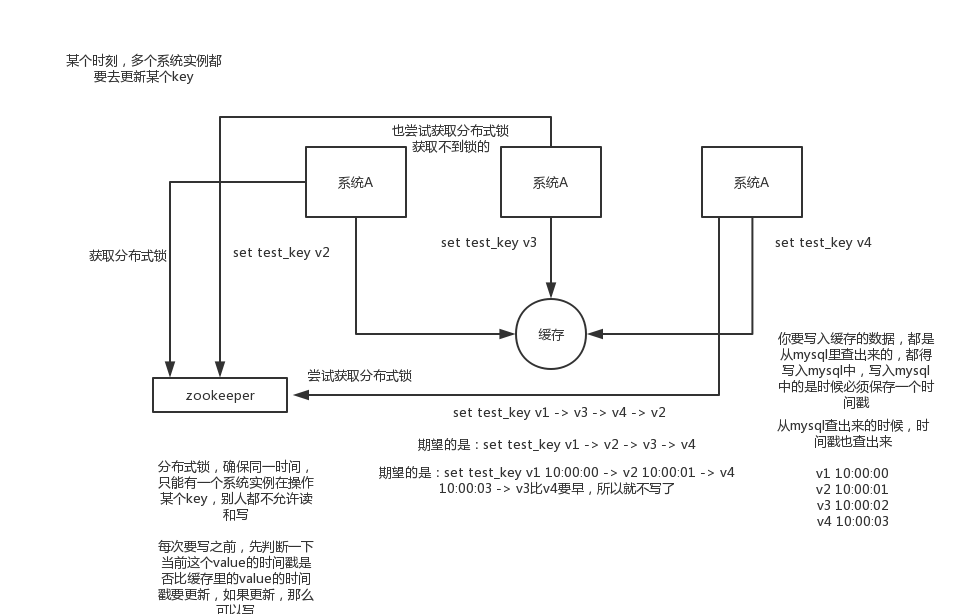 某个时刻，多个系统实例都
要去更新某个key
也尝试获取分布式锁
获取不到锁的
系统A
系统A
系统A
获取分布式锁
set test_key v2
set test_key v3
set test_key v4
缓存
你要写入缓存的数据，都是
从mysql里查出来的，都得
写入mysql中，写入mysql
中的是时候必须保存一个时
间戳
zookeeper
尝试获取分布式锁
set test_key v1 -> v3 -> v4 -> v2
从mysql查出来的时候，时
间戳也查出来
期望的是：set test_key v1 -> v2 -> v3 -> v4
期望的是：set test_key v1 10:00:00 -> v2 10:00:01 -> v4
10:00:03 -> v3比v4要早，所以就不写了
v1 10:00:00
v2 10:00:01
v3 10:00:02
v4 10:00:03
分布式锁，确保同一时间，
只能有一个系统实例在操作
某个key，别人都不允许读
和写
每次要写之前，先判断一下
当前这个value的时间戳是
否比缓存里的value的时间
戳要更新，如果更新，那么
可以写